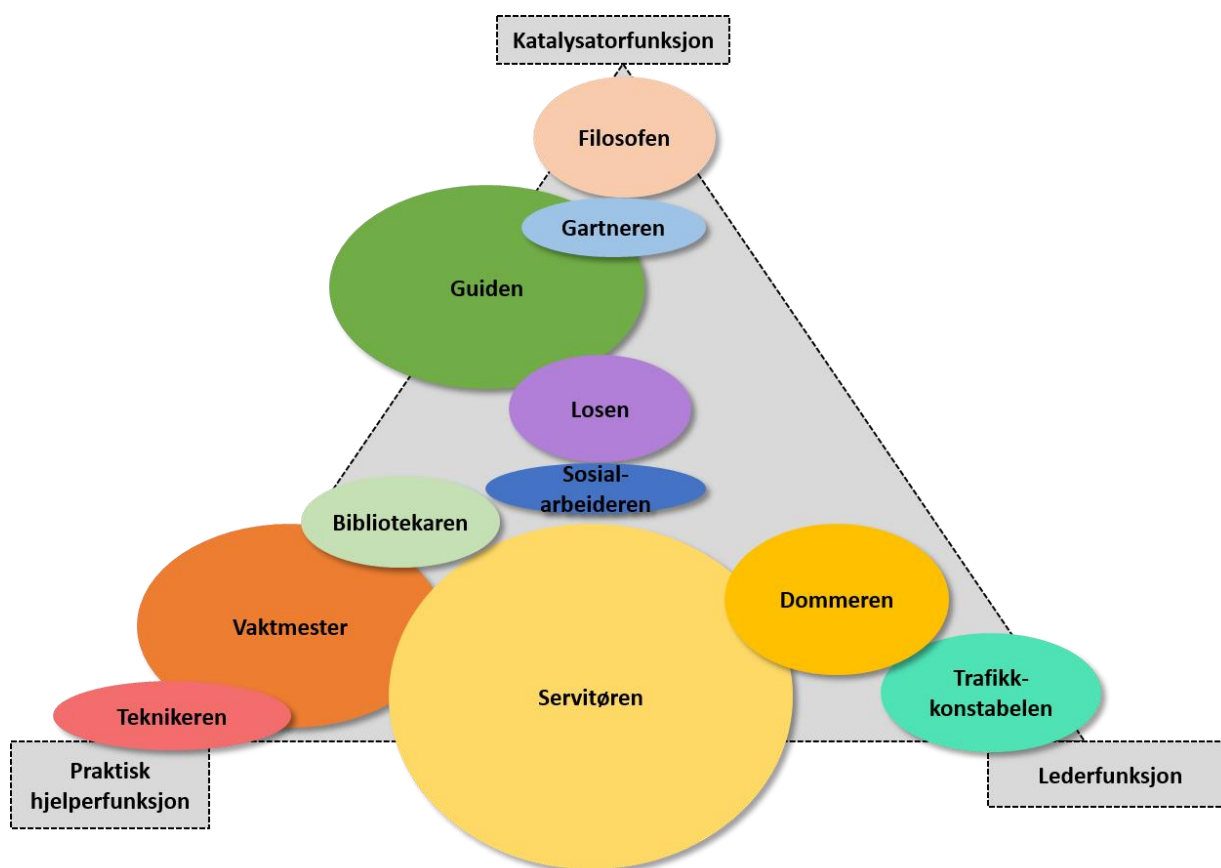 Katalysatorfunksjon
Filosofen
Gartneren
Guiden
Losen
Sosial-
arbeideren
Bibliotekaren
Dommeren
Vaktmester
Servitøren
Trafikk-
konstabelen
Teknikeren
Praktisk
hjelperfunksjon
Lederfunksjon